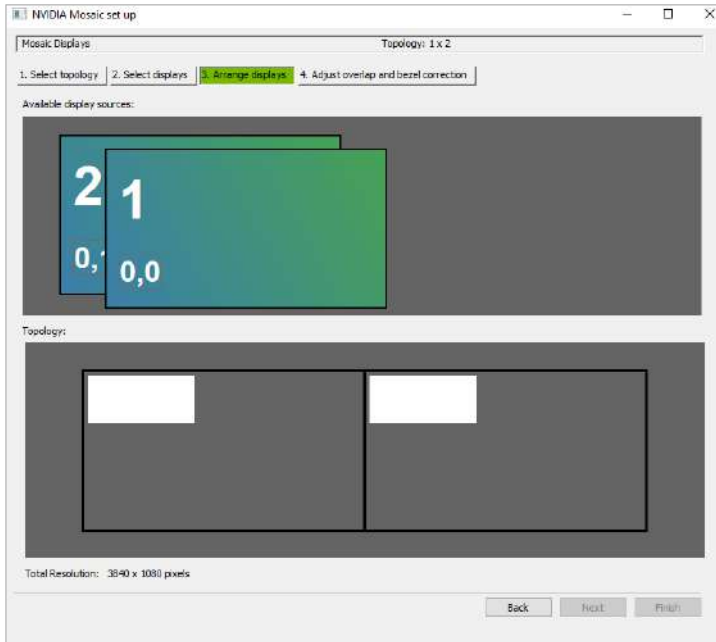 NVIDIA Mosaic set up
Mosaic Displays Topology: 1 x 2
1. Select topology 2. Select displays 3. Arrange displays 4. Adjust overlap and bezel correction
Available display sources:
2
1
0,1
0,0
Topology:
Total Resolution: 3840 x 1080 pixels
Back Next Finish